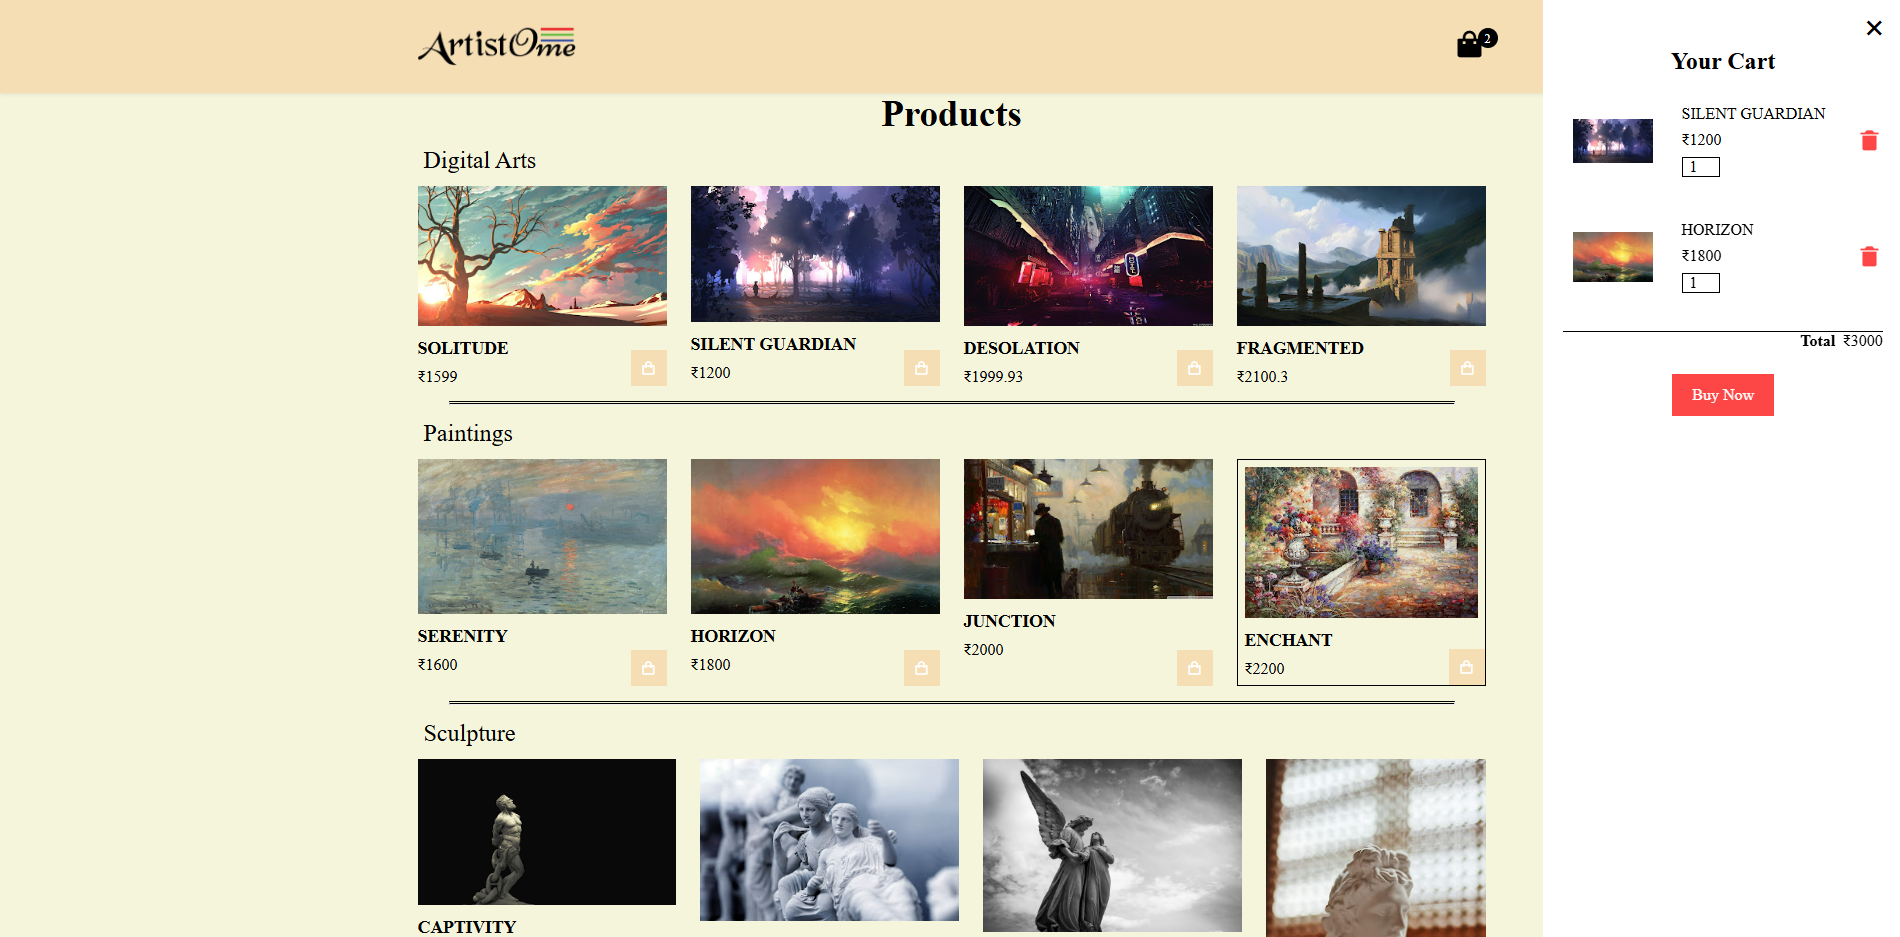 ArtistOme
2
Products
Digital Arts
SOLITUDE
₹1599
SILENT GUARDIAN
₹1200
DESOLATION
₹1999.93
FRAGMENTED
₹2100.3
Paintings
SERENITY
₹1600
HORIZON
₹1800
JUNCTION
₹2000
ENCHANT
₹2200
Sculpture
CAPTIVITY
Your Cart
SILENT GUARDIAN
₹1200
1
HORIZON
₹1800
1
Total ₹3000
Buy Now